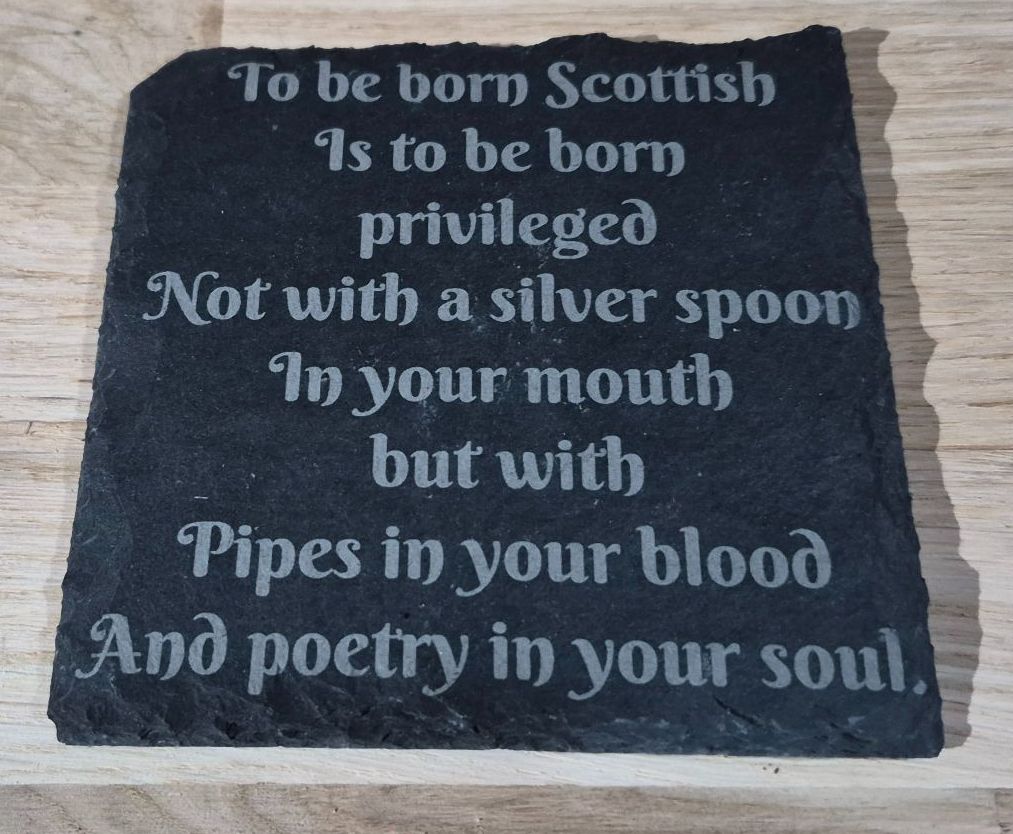 To be born Scottish
Is to be born
privileged
Not with a silver spoon
In your mouth
but with
Pipes in your blood
And poetry in your soul.